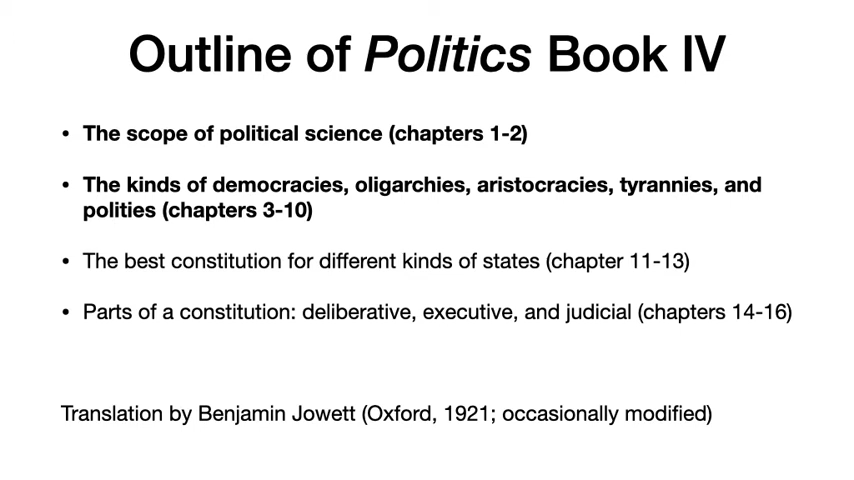 Outline of Politics Book IV
• The scope of political science (chapters 1-2)
• The kinds of democracies, oligarchies, aristocracies, tyrannies, and
polities (chapters 3-10)
• The best constitution for different kinds of states (chapter 11-13)
• Parts of a constitution: deliberative, executive, and judicial (chapters 14-16)
Translation by Benjamin Jowett (Oxford, 1921; occasionally modified)